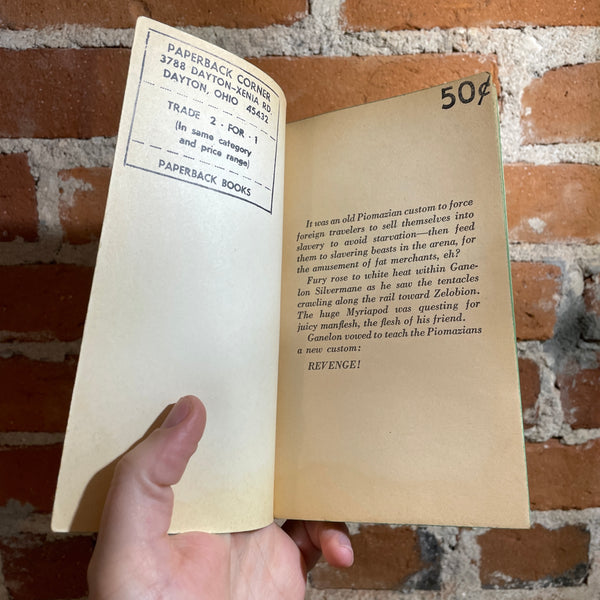 PAPERBACK CORNER
3788 DAYTON-XENIA RD
DAYTON, OHIO 45432
TRADE 2 - FOR - 1
(In same category
and price range)
PAPERBACK BOOKS
50¢
It was an old Piomazian custom to force
foreign travelers to sell themselves into
slavery to avoid starvation—then feed
them to slavering beasts in the arena, for
the amusement of fat merchants, eh?
Fury rose to white heat within Gane-
lon Silvermane as he saw the tentacles
crawling along the rail toward Zelobion.
The huge Myriapod was questing for
juicy manflesh, the flesh of his friend.
Ganelon vowed to teach the Piomazians
a new custom:
REVENGE!